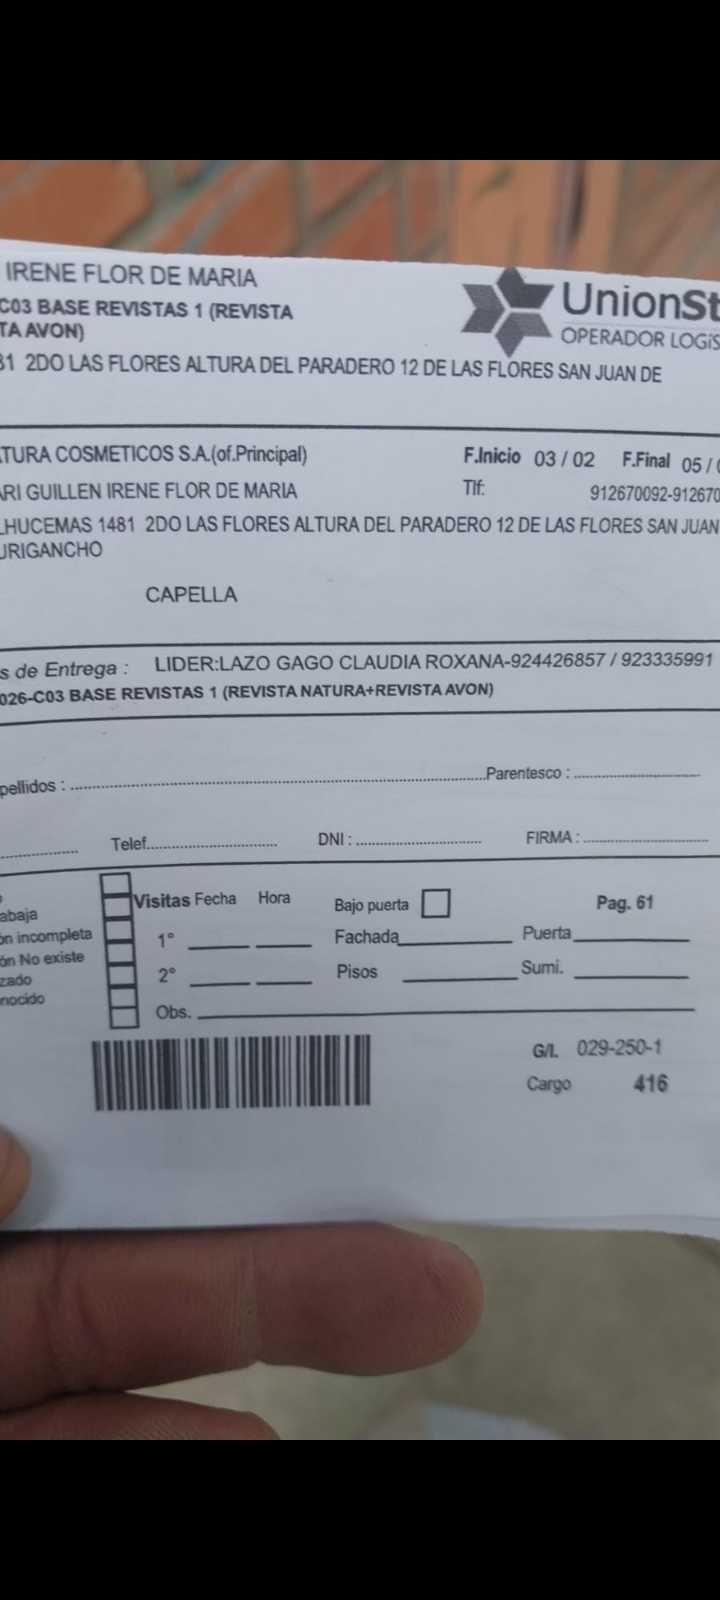 IRENE FLOR DE MARIA
C03 BASE REVISTAS 1 (REVISTA
TA AVON)
UnionSt
OPERADOR LOGÍS
81 2DO LAS FLORES ALTURA DEL PARADERO 12 DE LAS FLORES SAN JUAN DE
TURA COSMETICOS S.A.(of.Principal)
F.Inicio 03 / 02 F.Final 05 /
ARI GUILLEN IRENE FLOR DE MARIA
Tlf: 912670092-912670
LHUCEMAS 1481 2DO LAS FLORES ALTURA DEL PARADERO 12 DE LAS FLORES SAN JUAN
URIGANCHO
CAPELLA
s de Entrega : LIDER:LAZO GAGO CLAUDIA ROXANA-924426857 / 923335991
026-C03 BASE REVISTAS 1 (REVISTA NATURA+REVISTA AVON)
pellidos : Parentesco :
Telef. DNI : FIRMA :
Visitas Fecha Hora Bajo puerta Pag. 61
abaja
ón incompleta 1° Fachada Puerta
ón No existe
zado 2° Pisos Sumi.
nocido
Obs.
G/I. 029-250-1
Cargo 416